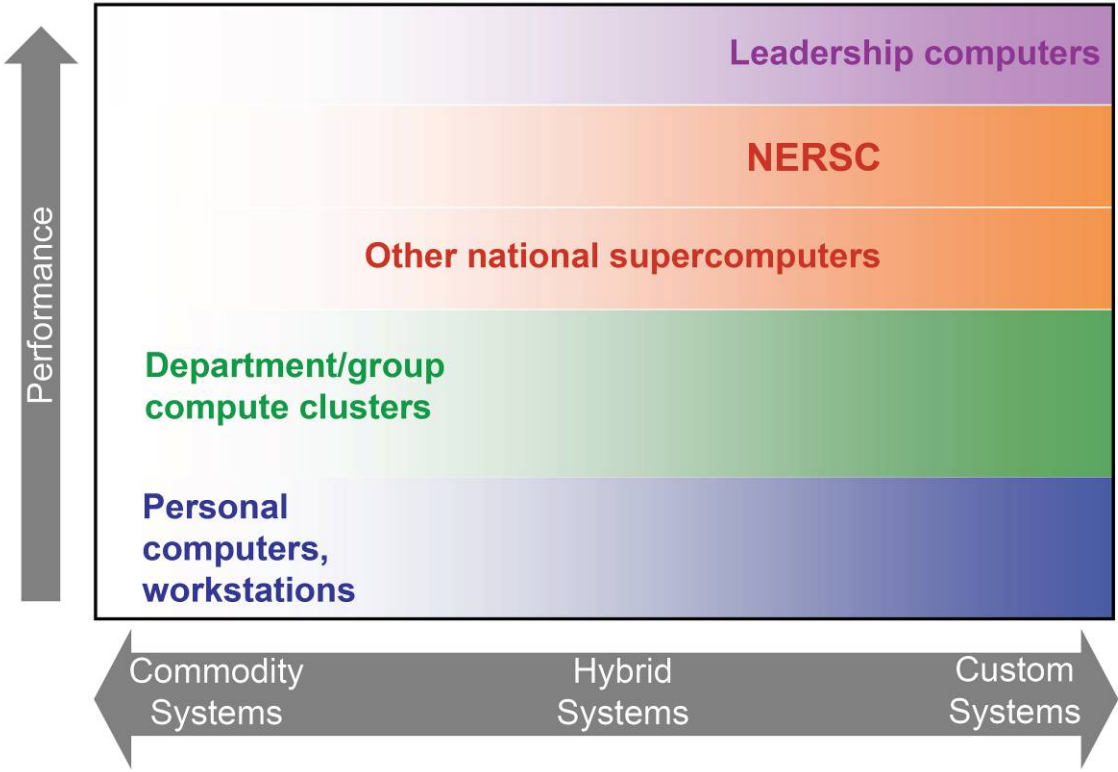 Performance
Leadership computers
NERSC
Other national supercomputers
Department/group
compute clusters
Personal
computers,
workstations
Commodity
Systems
Hybrid
Systems
Custom
Systems